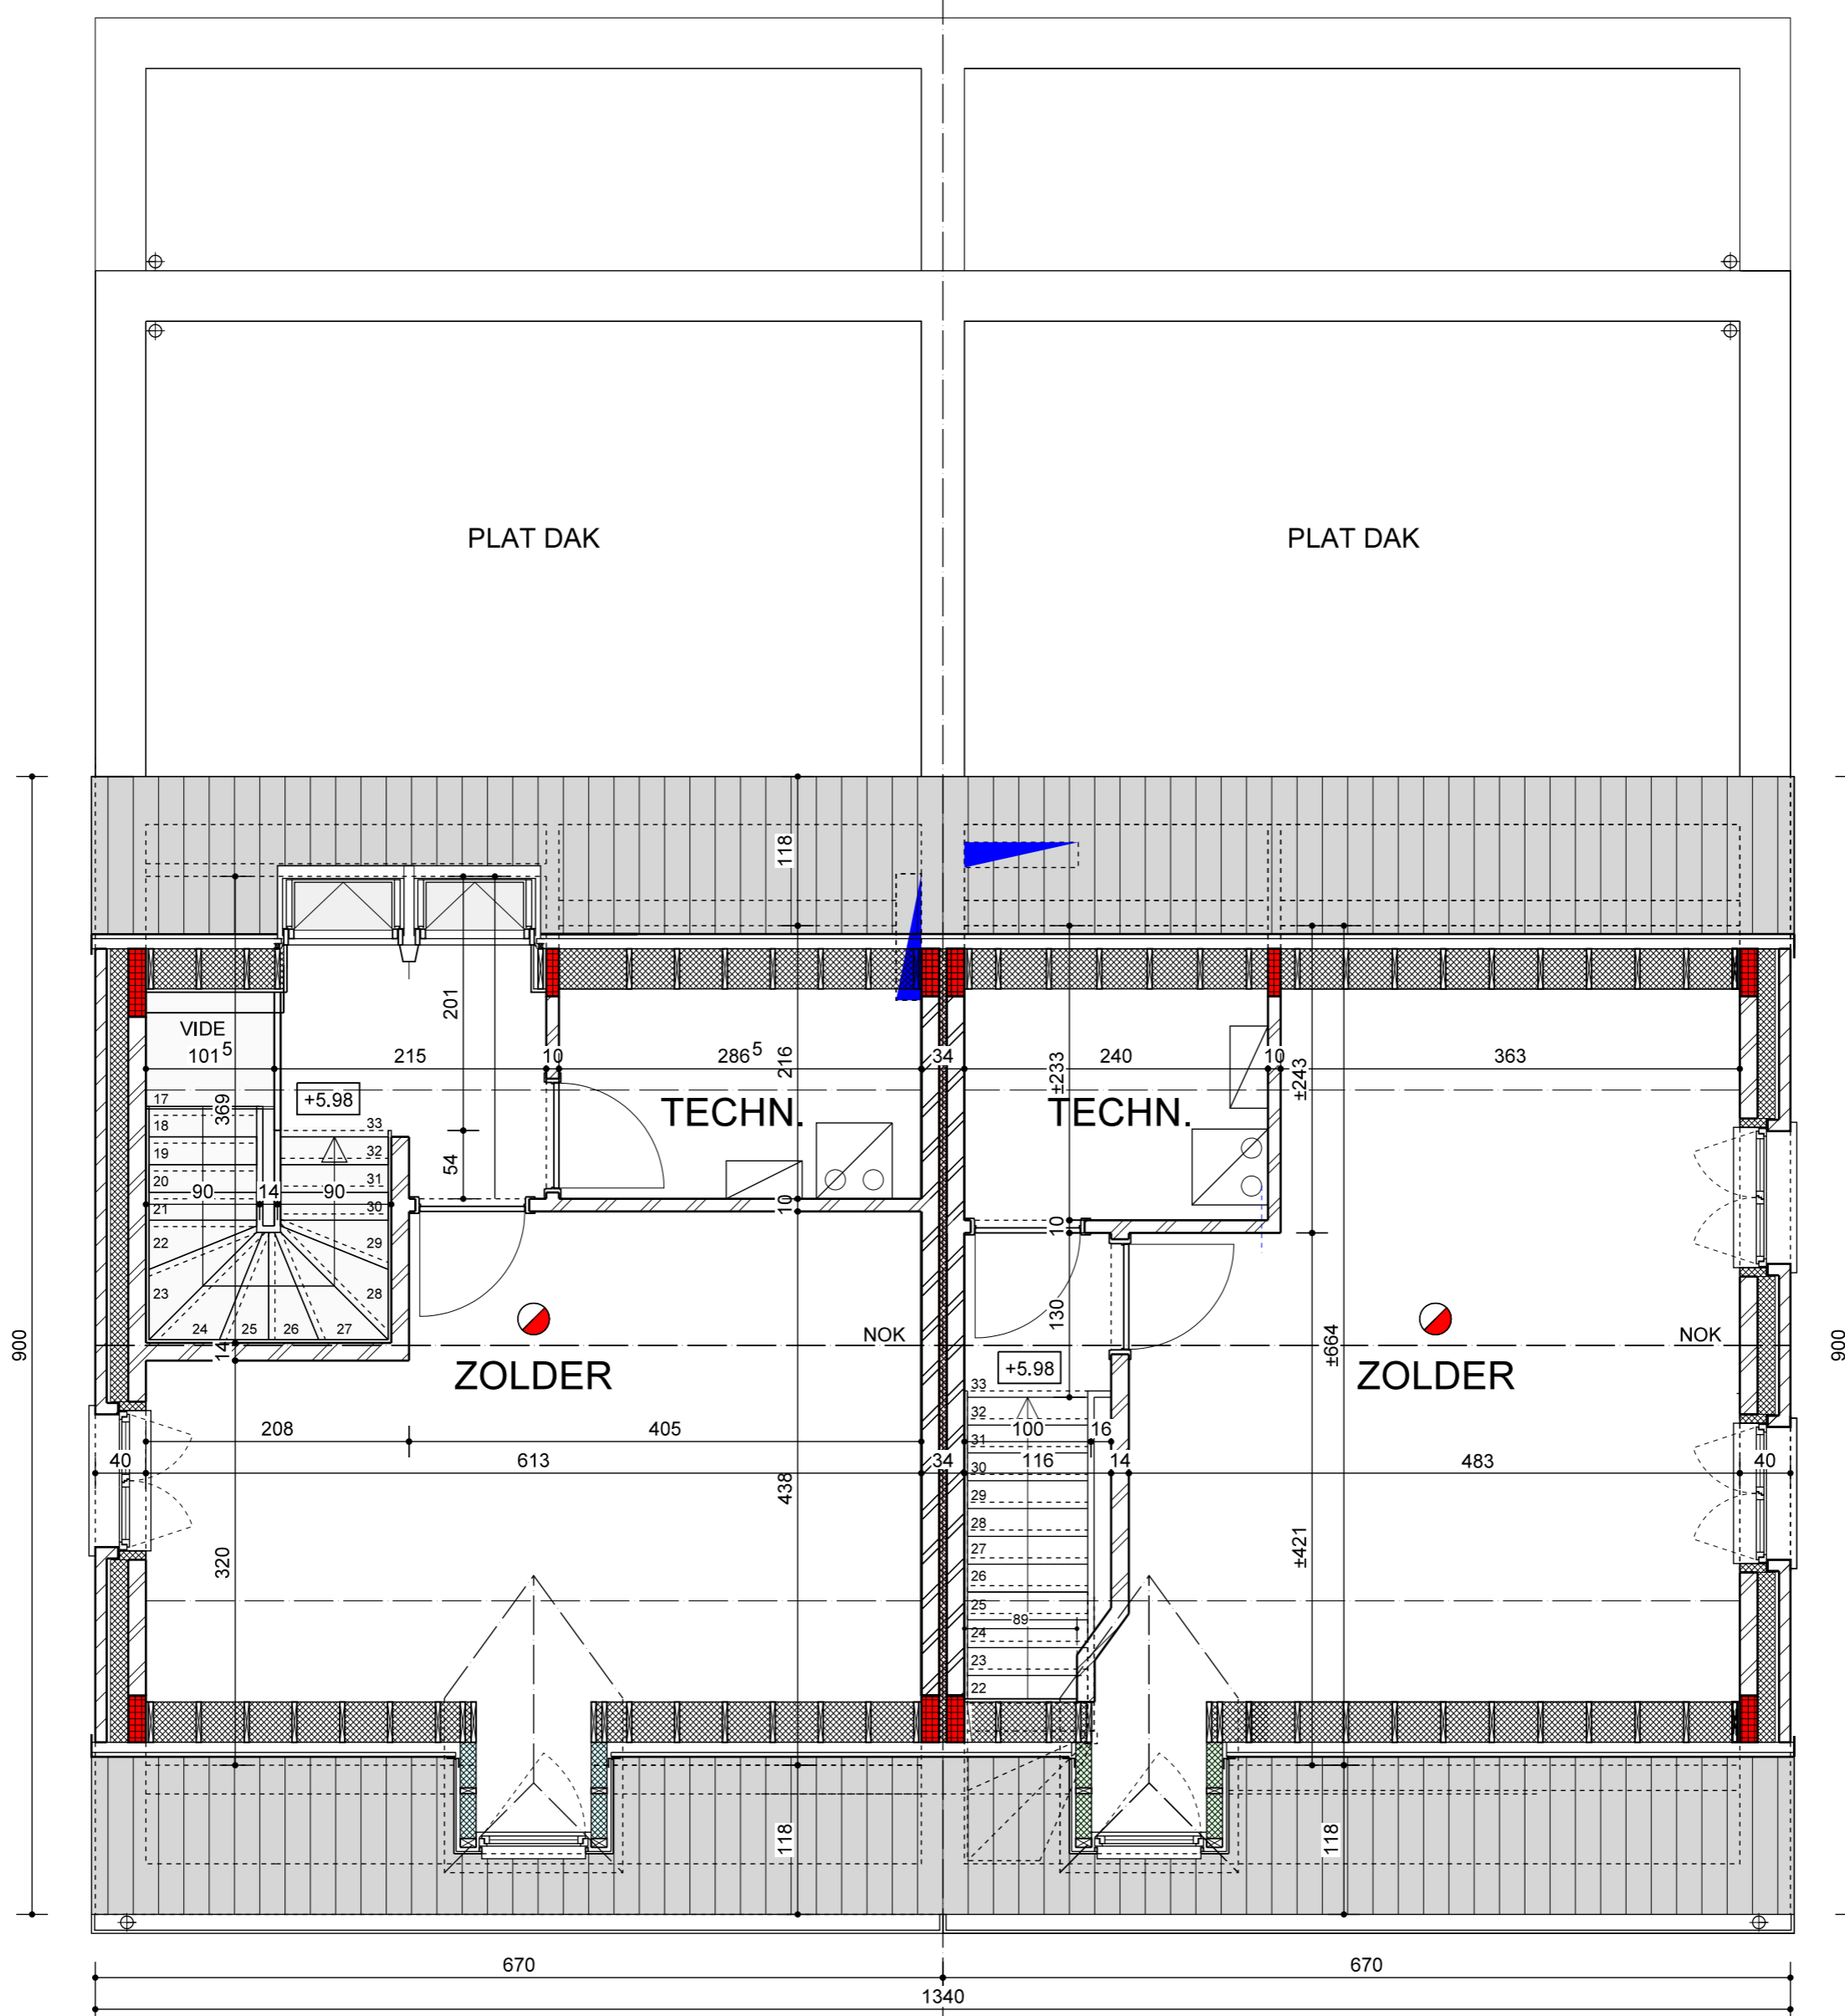 PLAT DAK PLAT DAK
118
201
VIDE
101⁵ 215 10 286⁵ 216 34 ±233 240 10 ±243 363
369
+5.98
TECHN. TECHN.
17
18 33
19 32
20 54 31
90 14 90
21 30
10
22 29
10
23 28
24 25 26 27
130
14
NOK NOK
±664
900 900
ZOLDER ZOLDER
+5.98
33
32
208 405 100 16
31
40 613 34 30 116 14 483 40
438
29
28
320 27 ±421
26
25
89
24
23
22
118 118
670 670
1340